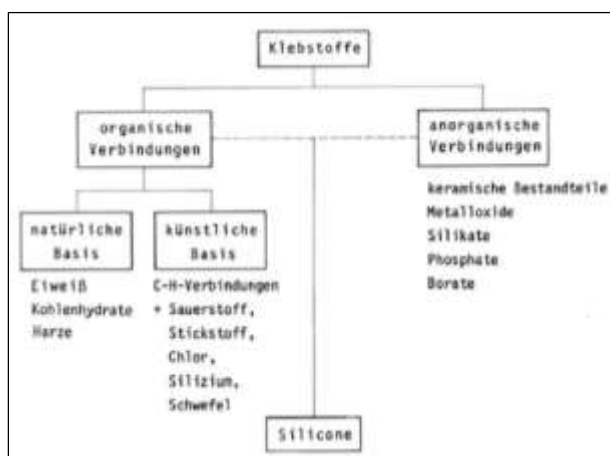 Klebstoffe
organische
Verbindungen
anorganische
Verbindungen
keramische Bestandteile
Metalloxide
Silikate
Phosphate
Borate
natürliche
Basis
künstliche
Basis
Eiweiß
Kohlenhydrate
Harze
C-H-Verbindungen
+ Sauerstoff,
Stickstoff,
Chlor,
Silizium,
Schwefel
Silicone